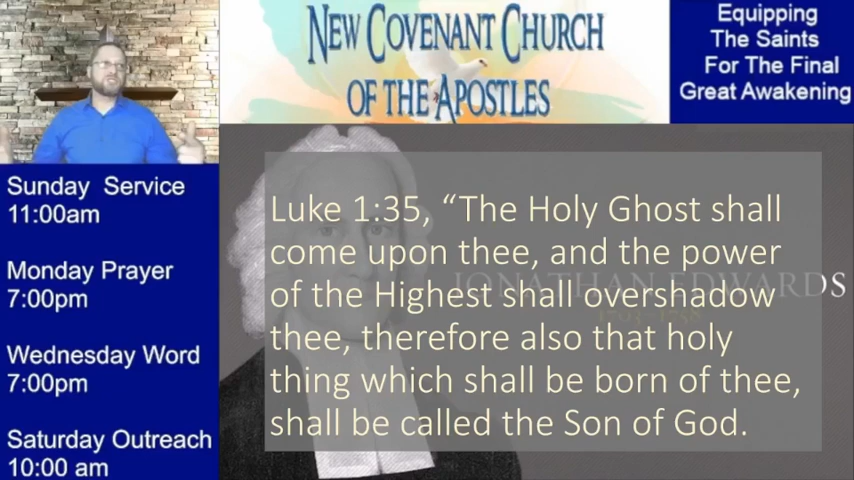 NEW COVENANT CHURCH
OF THE APOSTLES
Equipping
The Saints
For The Final
Great Awakening
Sunday Service
11:00am
Monday Prayer
7:00pm
Wednesday Word
7:00pm
Saturday Outreach
10:00 am
Luke 1:35, “The Holy Ghost shall
come upon thee, and the power
of the Highest shall overshadow
thee, therefore also that holy
thing which shall be born of thee,
shall be called the Son of God.
JONATHAN EDWARDS
1703–1758